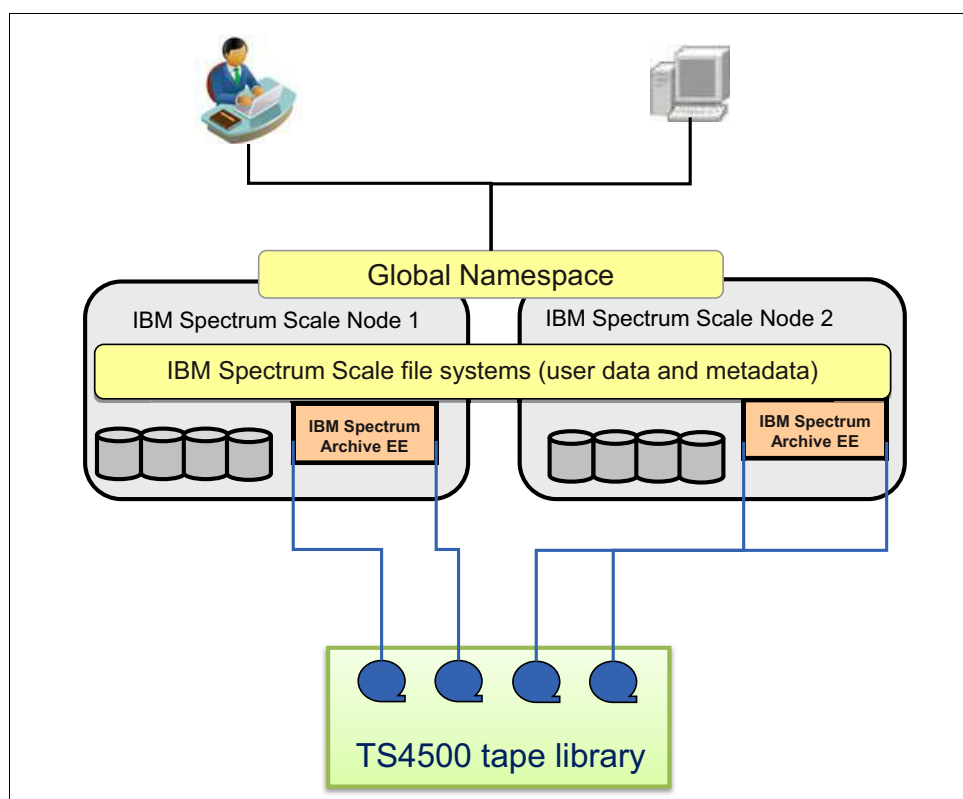 Global Namespace
IBM Spectrum Scale Node 1
IBM Spectrum Scale Node 2
IBM Spectrum Scale file systems (user data and metadata)
IBM Spectrum
Archive EE
IBM Spectrum
Archive EE
TS4500 tape library